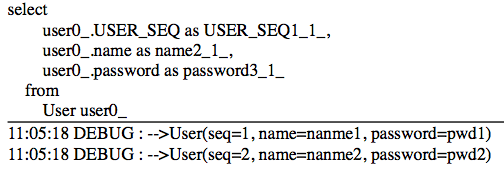 select
user0_.USER_SEQ as USER_SEQ1_1_,
user0_.name as name2_1_,
user0_.password as password3_1_
from
User user0_
11:05:18 DEBUG : -->User(seq=1, name=nanme1, password=pwd1)
11:05:18 DEBUG : -->User(seq=2, name=nanme2, password=pwd2)